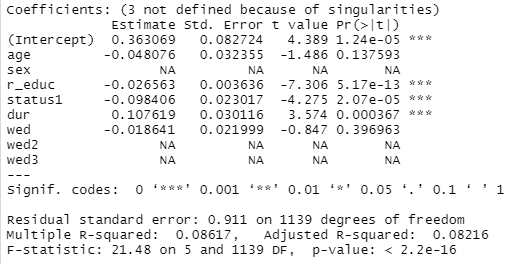 Coefficients: (3 not defined because of singularities)
Estimate Std. Error t value Pr(>|t|)
(Intercept) 0.363069 0.082724 4.389 1.24e-05 ***
age -0.048076 0.032355 -1.486 0.137593
sex NA NA NA NA
r_educ -0.026563 0.003636 -7.306 5.17e-13 ***
status1 -0.098406 0.023017 -4.275 2.07e-05 ***
dur 0.107619 0.030116 3.574 0.000367 ***
wed -0.018641 0.021999 -0.847 0.396963
wed2 NA NA NA NA
wed3 NA NA NA NA
---
Signif. codes: 0 ‘***’ 0.001 ‘**’ 0.01 ‘*’ 0.05 ‘.’ 0.1 ‘ ’ 1
Residual standard error: 0.911 on 1139 degrees of freedom
Multiple R-squared: 0.08617, Adjusted R-squared: 0.08216
F-statistic: 21.48 on 5 and 1139 DF, p-value: < 2.2e-16